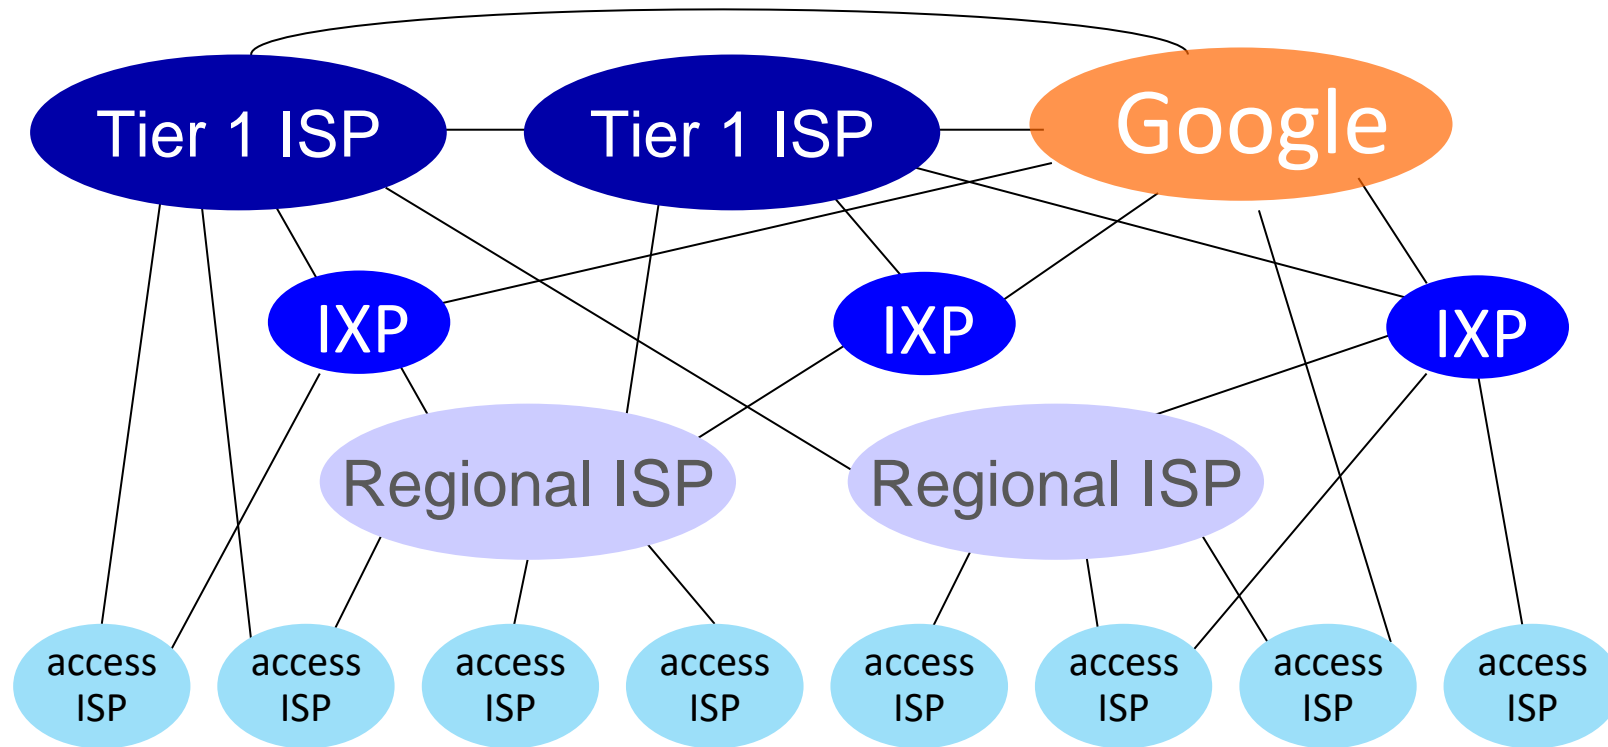 Tier 1 ISP
Tier 1 ISP
Google
IXP
IXP
IXP
Regional ISP
Regional ISP
access
ISP
access
ISP
access
ISP
access
ISP
access
ISP
access
ISP
access
ISP
access
ISP